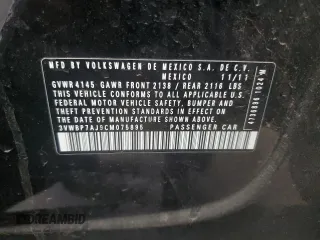 MFD BY VOLKSWAGEN DE MEXICO S.A. DE C.V.
MEXICO 11/11
GVWR 4145 GAWR FRONT 2138 / REAR 2116 LBS
THIS VEHICLE CONFORMS TO ALL APPLICABLE
FEDERAL MOTOR VEHICLE SAFETY, BUMPER AND
THEFT PREVENTION STANDARDS IN EFFECT
ON THE DATE OF MANUFACTURE SHOWN ABOVE.
3VWBP7AJ5CM075895 PASSENGER CAR